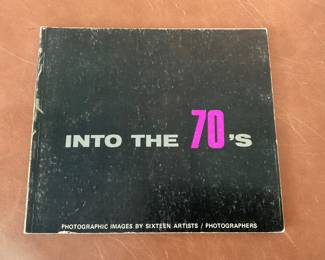 INTO THE 70'S
PHOTOGRAPHIC IMAGES BY SIXTEEN ARTISTS / PHOTOGRAPHERS